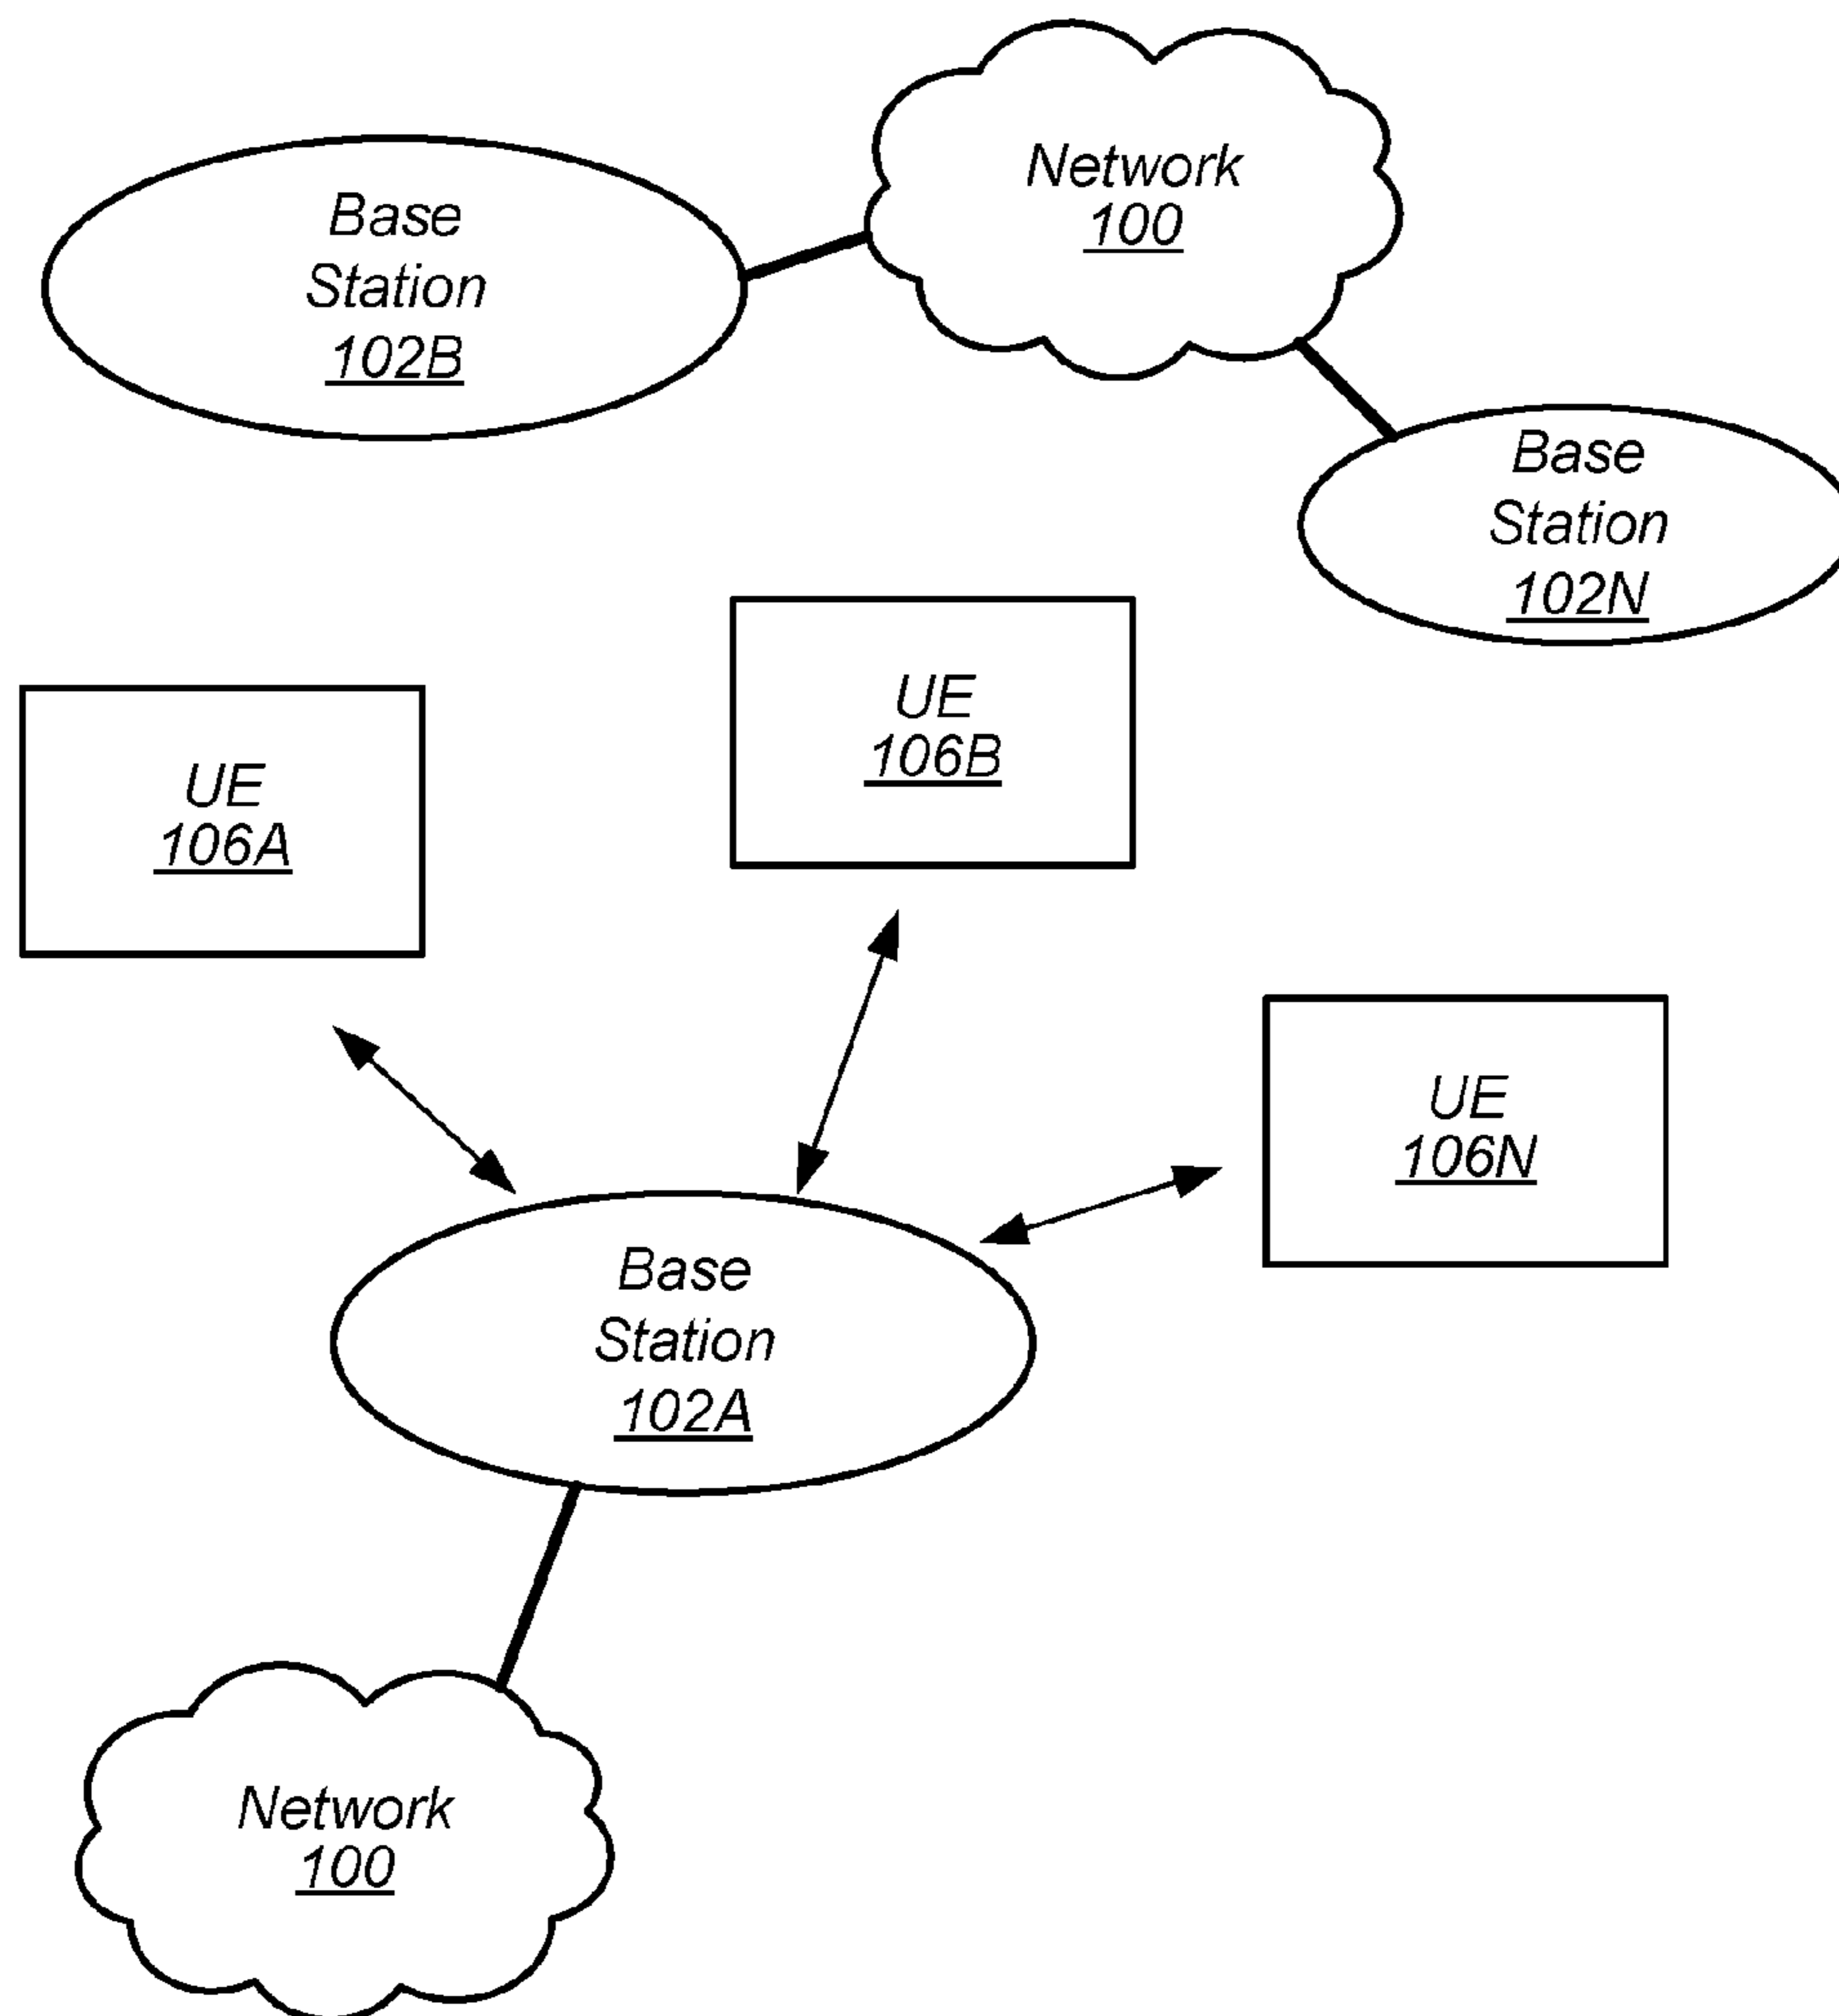 Network
100
Base
Station
102B
Base
Station
102N
UE
106B
UE
106A
UE
106N
Base
Station
102A
Network
100